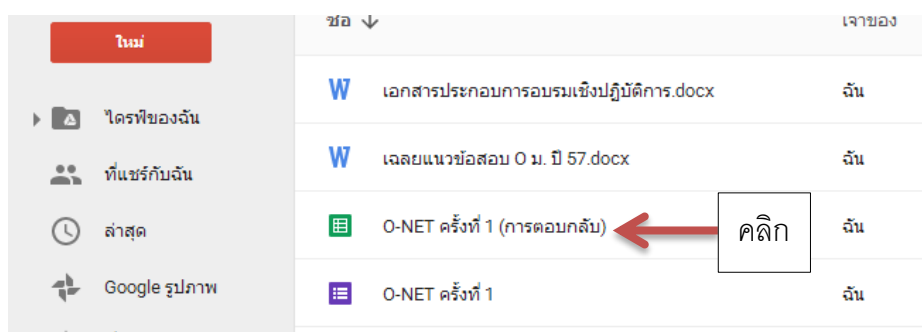 ใหม่
ไดรฟ์ของฉัน
ที่แชร์กับฉัน
ล่าสุด
Google รูปภาพ
ชื่อ
เจ้าของ
W เอกสารประกอบการอบรมเชิงปฏิบัติการ.docx ฉัน
W เฉลยแนวข้อสอบ O ม. ปี 57.docx ฉัน
O-NET ครั้งที่ 1 (การตอบกลับ) คลิก ฉัน
O-NET ครั้งที่ 1 ฉัน